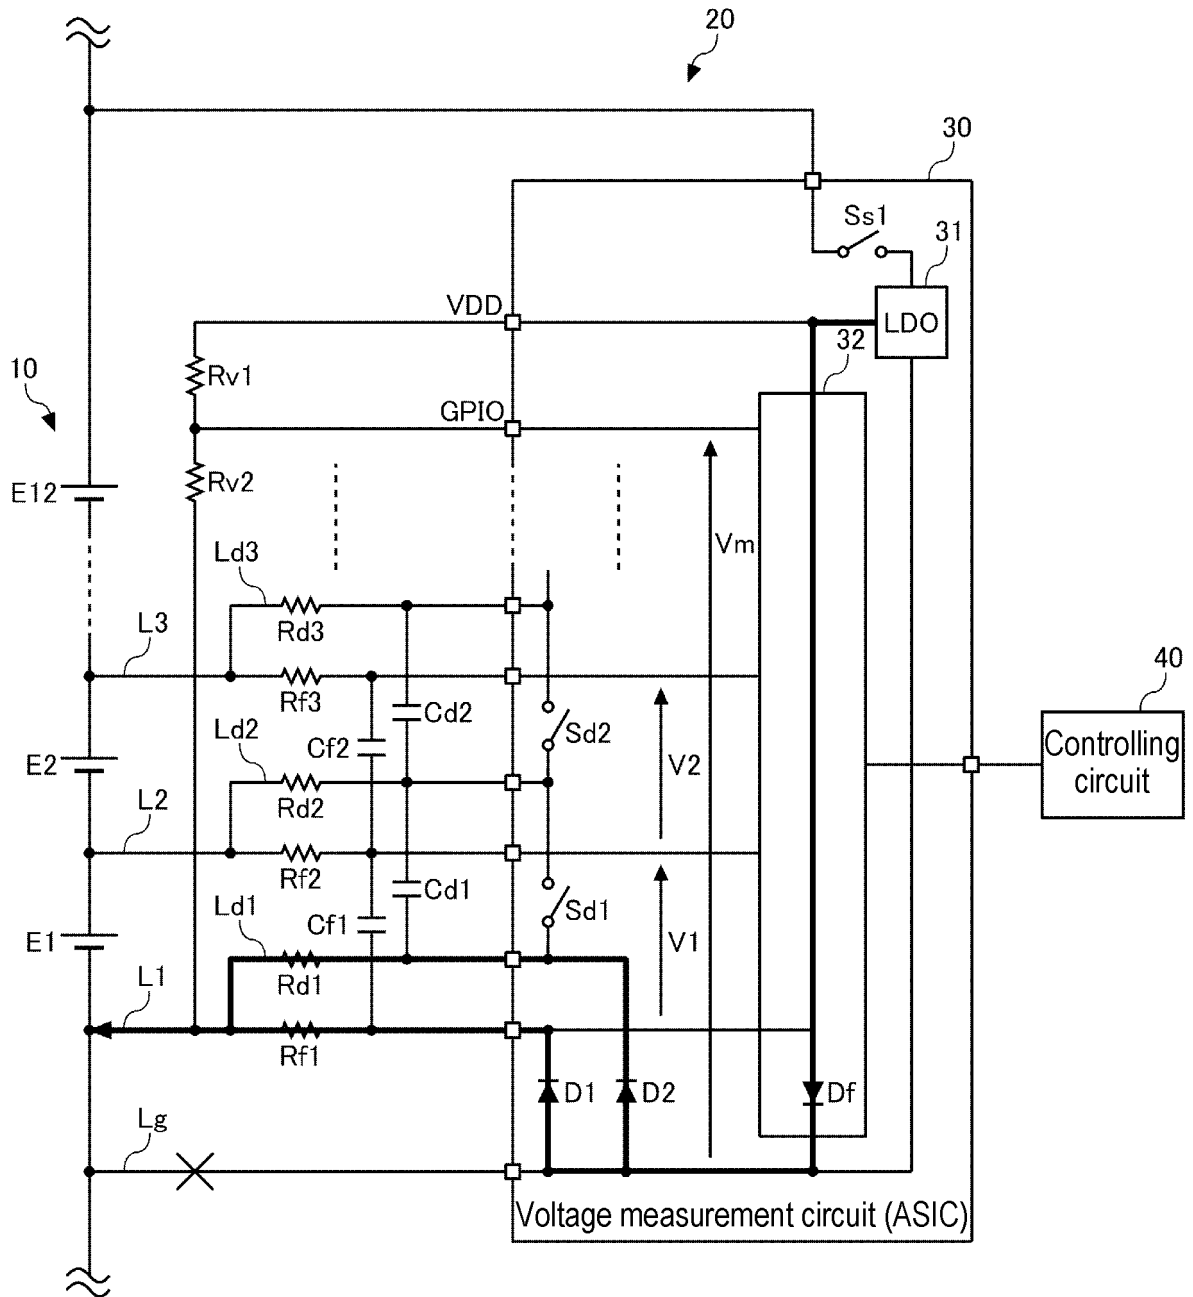 20
30
Ss1
31
VDD
LDO
32
10
Rv1
GPIO
E12
Rv2
Vm
Ld3
Rd3
L3
Rf3
40
Cd2
Controlling
circuit
Ld2
Cf2
Sd2
V2
E2
Rd2
L2
Rf2
Cd1
Ld1
Cf1
Sd1
V1
E1
Rd1
L1
Rf1
D1
D2
Df
Lg
Voltage measurement circuit (ASIC)